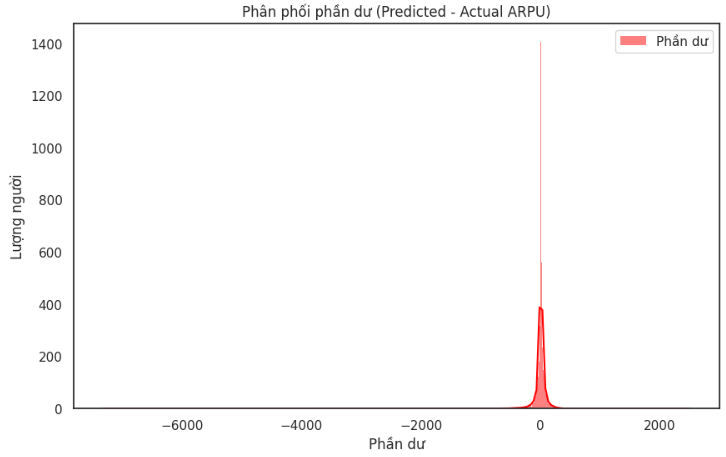 Phân phối phần dư (Predicted - Actual ARPU)
Phần dư
1400
1200
1000
800
600
400
200
0
Lượng người
−6000 −4000 −2000 0 2000
Phần dư